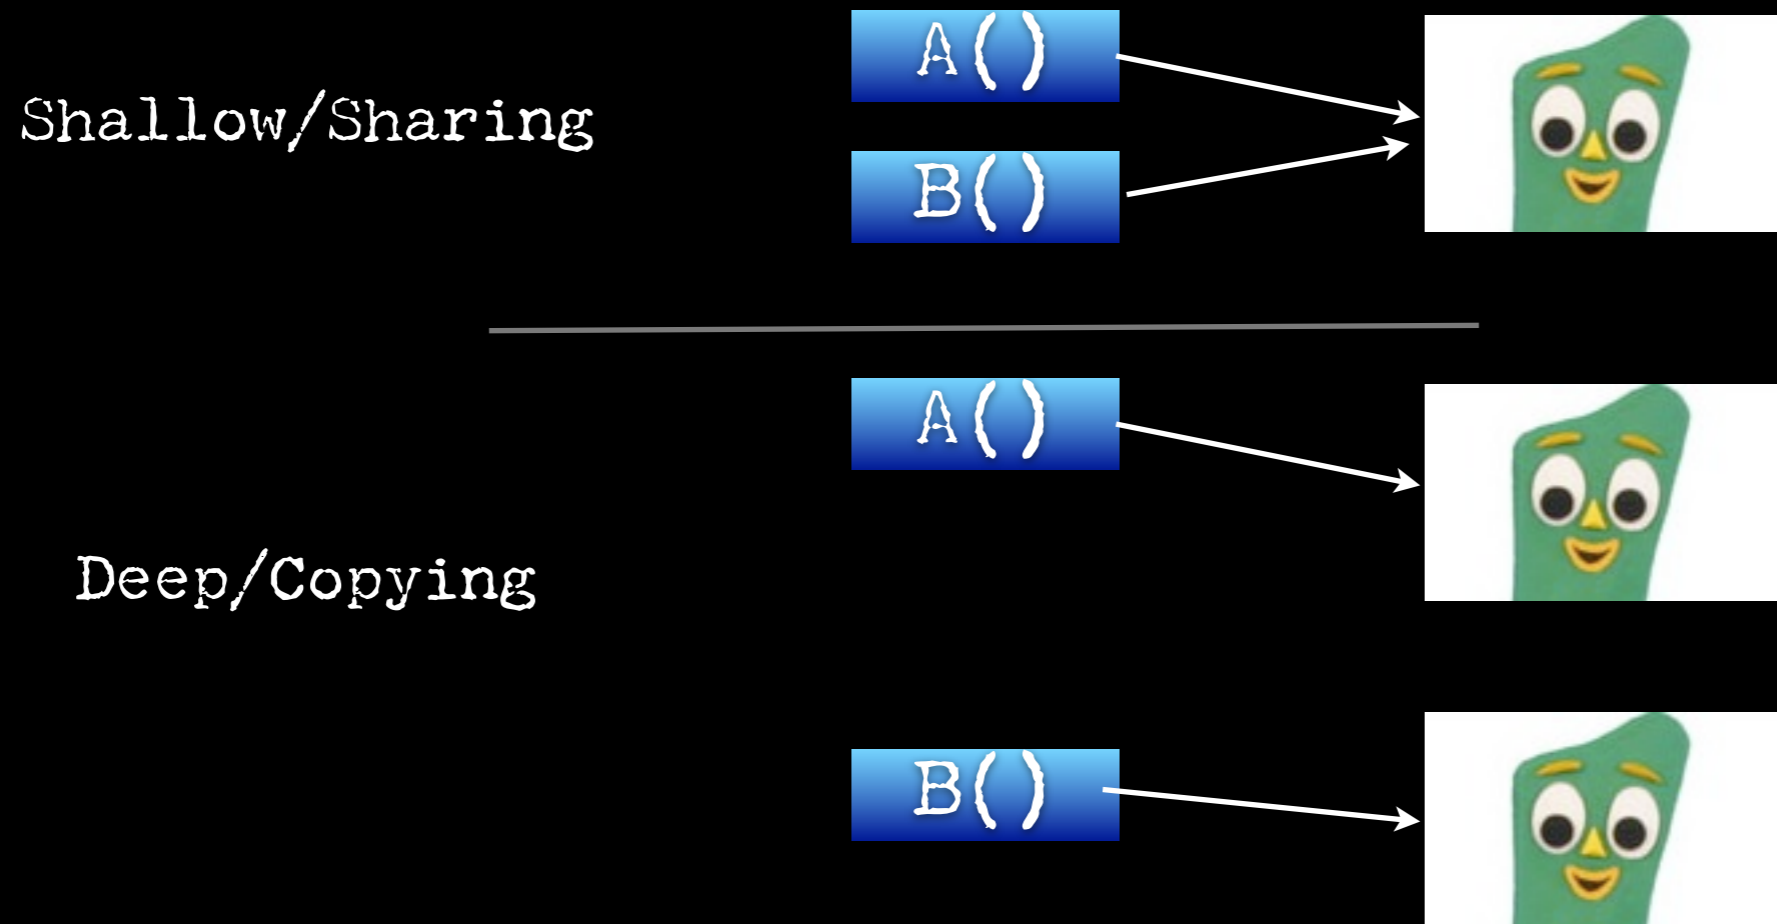 Shallow/Sharing
A()
B()
Deep/Copying
A()
B()